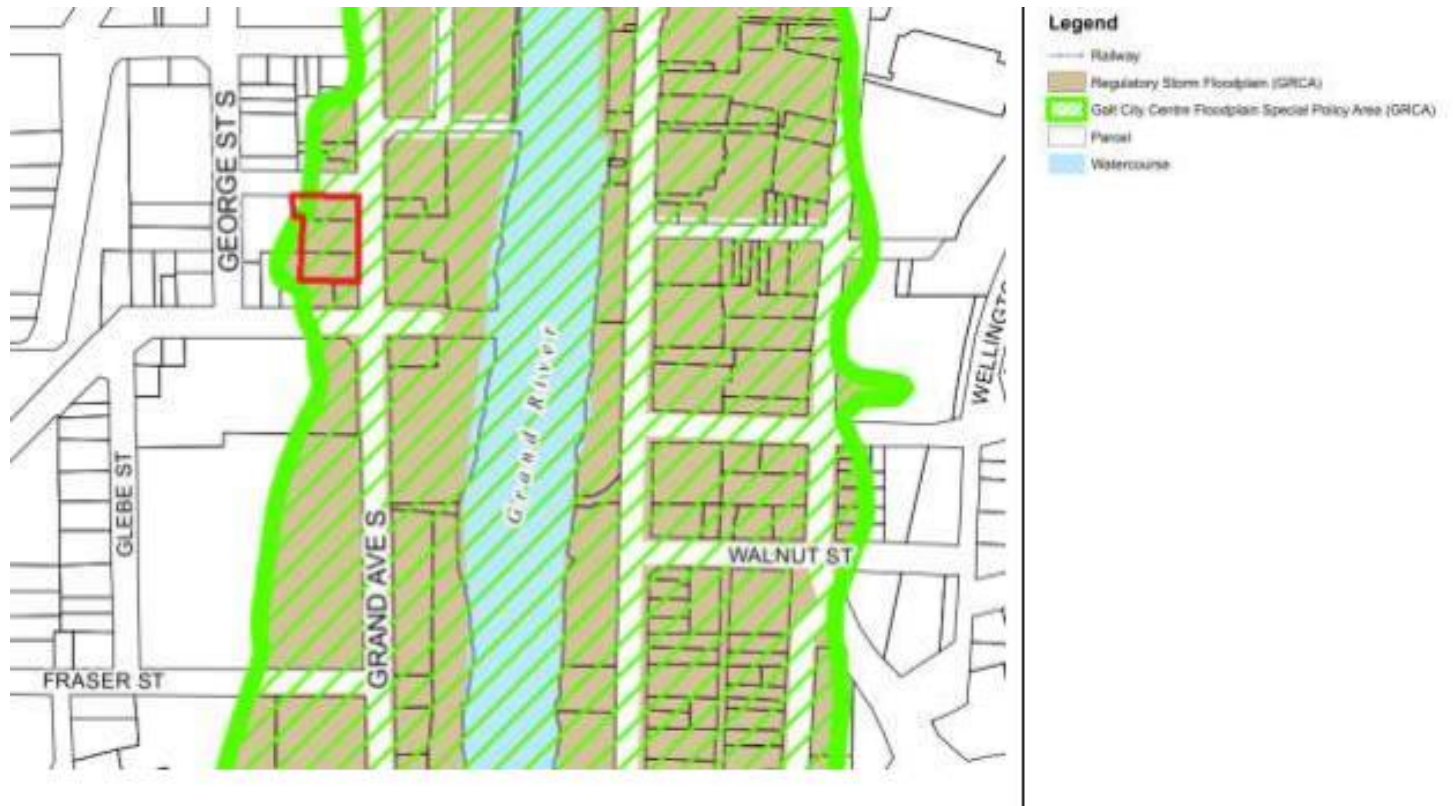 Legend
Railway
Regulatory Storm Floodplain (GRCA)
Galt City Centre Floodplain Special Policy Area (GRCA)
Parcel
Watercourse
GEORGE ST S
Grand River
GLEBE ST
GRAND AVE S
WALNUT ST
FRASER ST